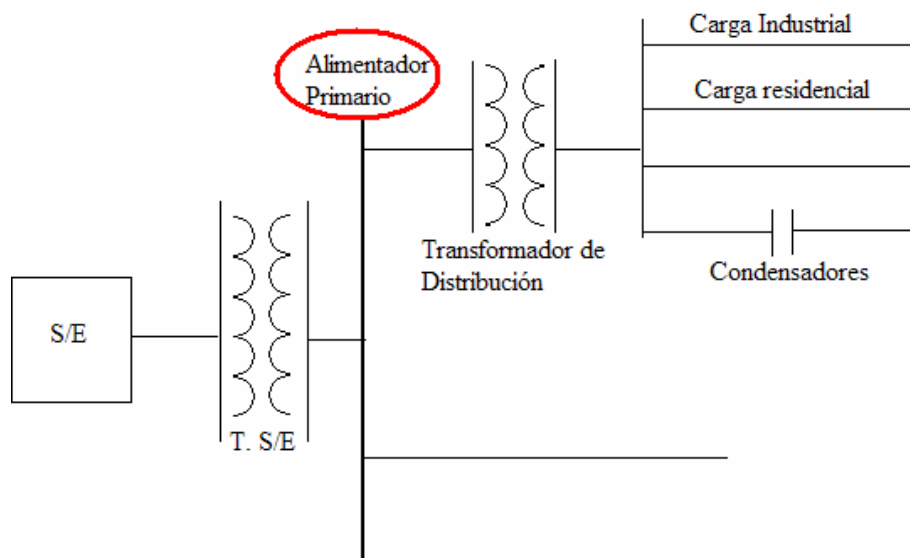 Carga Industrial
Alimentador
Primario
Carga residencial
Transformador de
Distribución
Condensadores
S/E
T. S/E